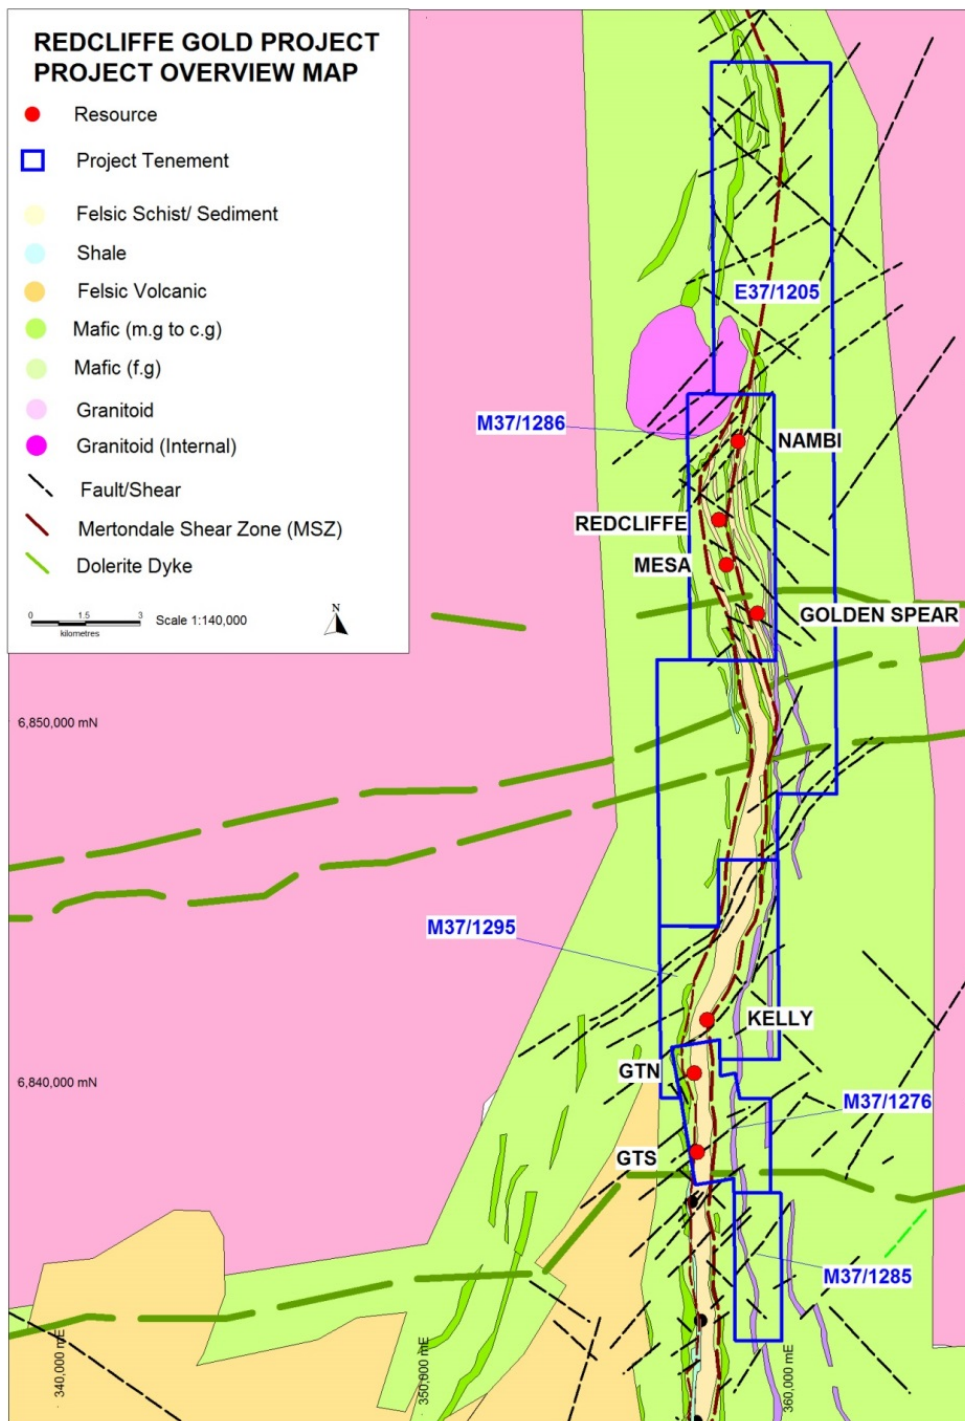 REDCLIFFE GOLD PROJECT
PROJECT OVERVIEW MAP
Resource
Project Tenement
Felsic Schist/ Sediment
Shale
Felsic Volcanic
Mafic (m.g to c.g)
Mafic (f.g)
Granitoid
Granitoid (Internal)
Fault/Shear
Mertondale Shear Zone (MSZ)
Dolerite Dyke
0 1.5 3
kilometres
Scale 1:140,000
N
E37/1205
M37/1286
NAMBI
REDCLIFFE
MESA
GOLDEN SPEAR
6,850,000 mN
M37/1295
KELLY
GTN
6,840,000 mN
M37/1276
GTS
M37/1285
340,000 mE
350,000 mE
360,000 mE